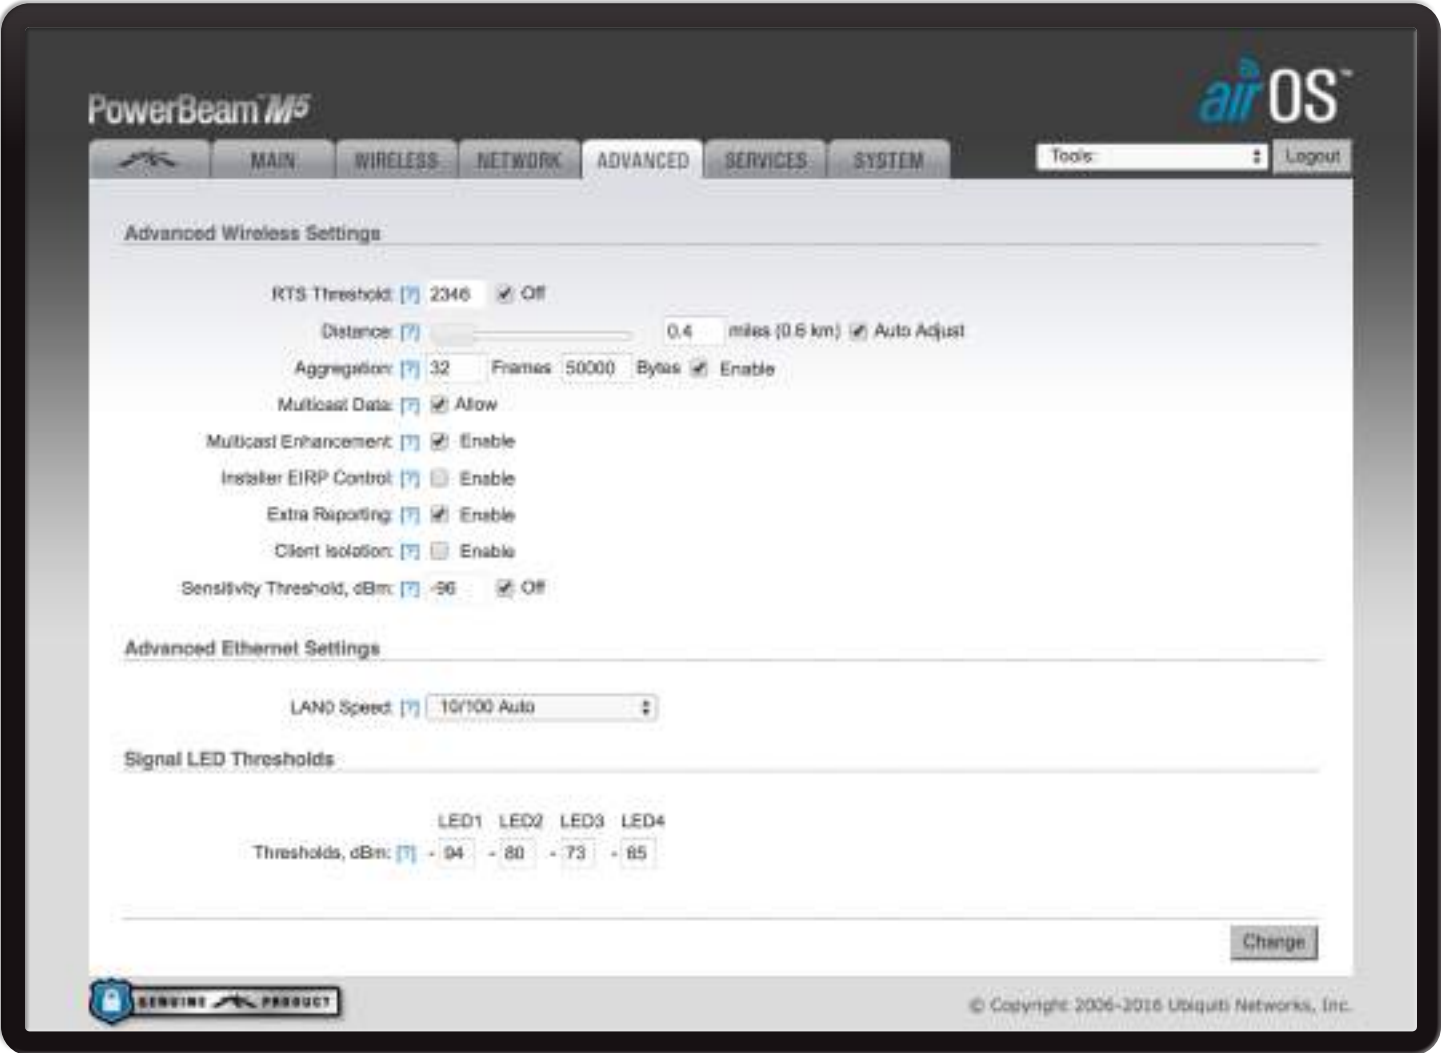 airOS™
PowerBeam™M5
MAIN WIRELESS NETWORK ADVANCED SERVICES SYSTEM Tools: Logout
Advanced Wireless Settings
RTS Threshold: [?] 2346 Off
Distance: [?] 0.4 miles (0.6 km) Auto Adjust
Aggregation: [?] 32 Frames 50000 Bytes Enable
Multicast Data: [?] Allow
Multicast Enhancement: [?] Enable
Installer EIRP Control: [?] Enable
Extra Reporting: [?] Enable
Client Isolation: [?] Enable
Sensitivity Threshold, dBm: [?] -96 Off
Advanced Ethernet Settings
LAN0 Speed: [?] 10/100 Auto
Signal LED Thresholds
LED1 LED2 LED3 LED4
Thresholds, dBm: [?] - 94 - 80 - 73 - 65
Change
GENUINE PRODUCT
© Copyright 2006-2016 Ubiquiti Networks, Inc.